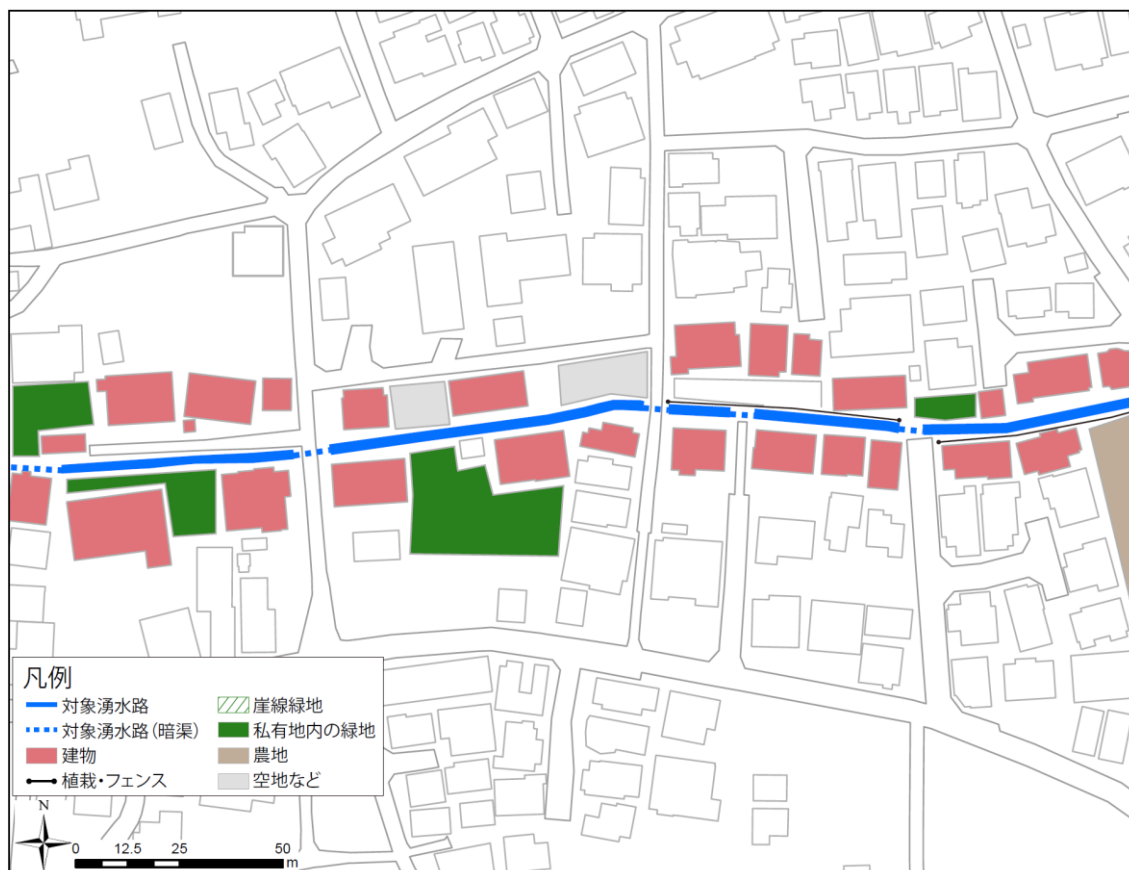 凡例
対象湧水路
対象湧水路(暗渠)
建物
植栽・フェンス
崖線緑地
私有地内の緑地
農地
空地など
N
0 12.5 25 50
m